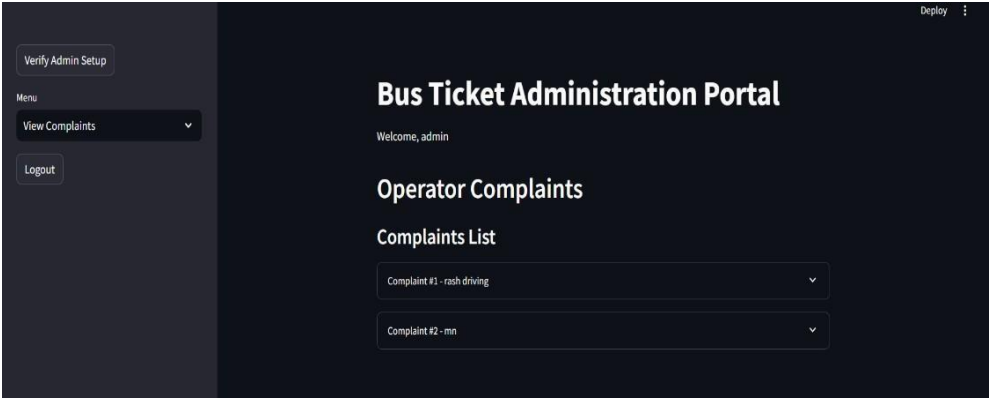 Deploy
Verify Admin Setup
Menu
View Complaints
Logout
Bus Ticket Administration Portal
Welcome, admin
Operator Complaints
Complaints List
Complaint #1 - rash driving
Complaint #2 - mn